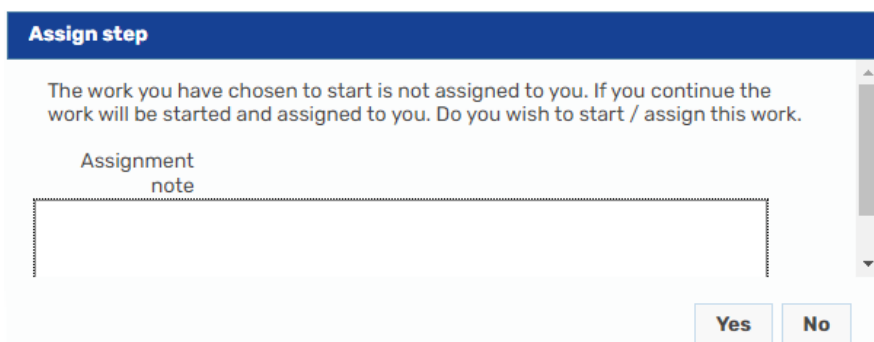 Assign step
The work you have chosen to start is not assigned to you. If you continue the
work will be started and assigned to you. Do you wish to start / assign this work.
Assignment
note
Yes No